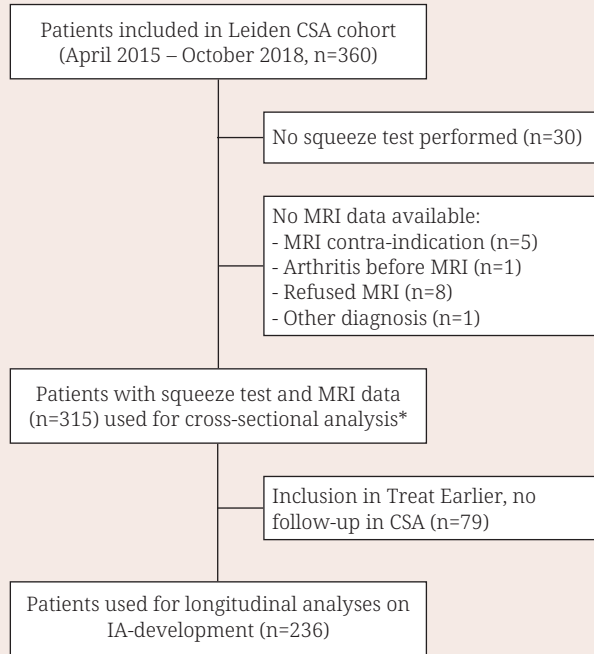 Patients included in Leiden CSA cohort
(April 2015 – October 2018, n=360)
No squeeze test performed (n=30)
No MRI data available:
- MRI contra-indication (n=5)
- Arthritis before MRI (n=1)
- Refused MRI (n=8)
- Other diagnosis (n=1)
Patients with squeeze test and MRI data
(n=315) used for cross-sectional analysis*
Inclusion in Treat Earlier, no
follow-up in CSA (n=79)
Patients used for longitudinal analyses on
IA-development (n=236)